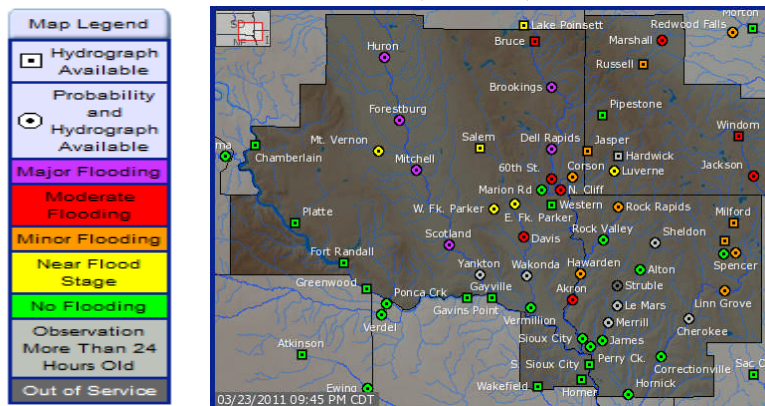 Map Legend
Hydrograph
Available
Probability
and
Hydrograph
Available
Major Flooding
Moderate
Flooding
Minor Flooding
Near Flood
Stage
No Flooding
Observation
More Than 24
Hours Old
Out of Service
SD
NE
Lake Poinsett
Morton
Redwood Falls
Huron
Bruce
Marshall
Russell
Brookings
Pipestone
Forestburg
Windom
Mt. Vernon
Salem
Dell Rapids
Jasper
ma
Chamberlain
Mitchell
Hardwick
60th St.
Corson
Luverne
Jackson
Marion Rd
N. Cliff
W. Fk. Parker
Western
Rock Rapids
Platte
E. Fk. Parker
Milford
Scotland
Davis
Rock Valley
Sheldon
Fort Randall
Yankton
Wakonda
Hawarden
Alton
Spencer
Greenwood
Ponca Crk
Gayville
Akron
Struble
Linn Grove
Verdel
Gavins Point
Vermillion
Le Mars
Merrill
Cherokee
Atkinson
Sioux City
James
Perry Ck.
S. Sioux City
Correctionville
Sac C
Ewing
Wakefield
Homer
Hornick
03/23/2011 09:45 PM CDT